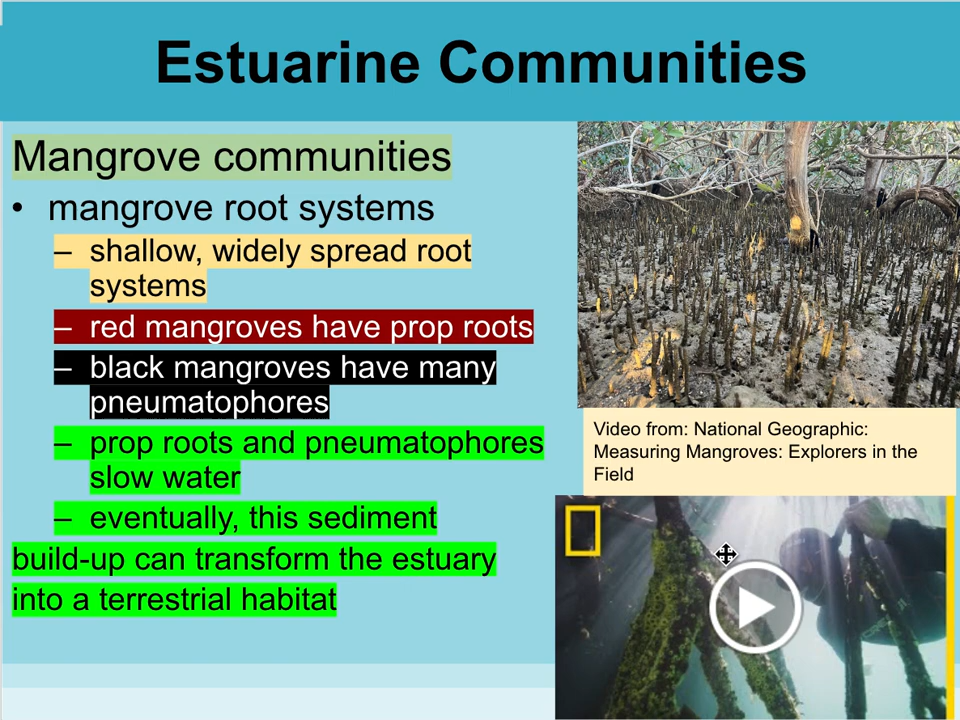 Estuarine Communities
Mangrove communities
• mangrove root systems
– shallow, widely spread root
systems
– red mangroves have prop roots
– black mangroves have many
pneumatophores
– prop roots and pneumatophores
slow water
– eventually, this sediment
build-up can transform the estuary
into a terrestrial habitat
Video from: National Geographic:
Measuring Mangroves: Explorers in the
Field